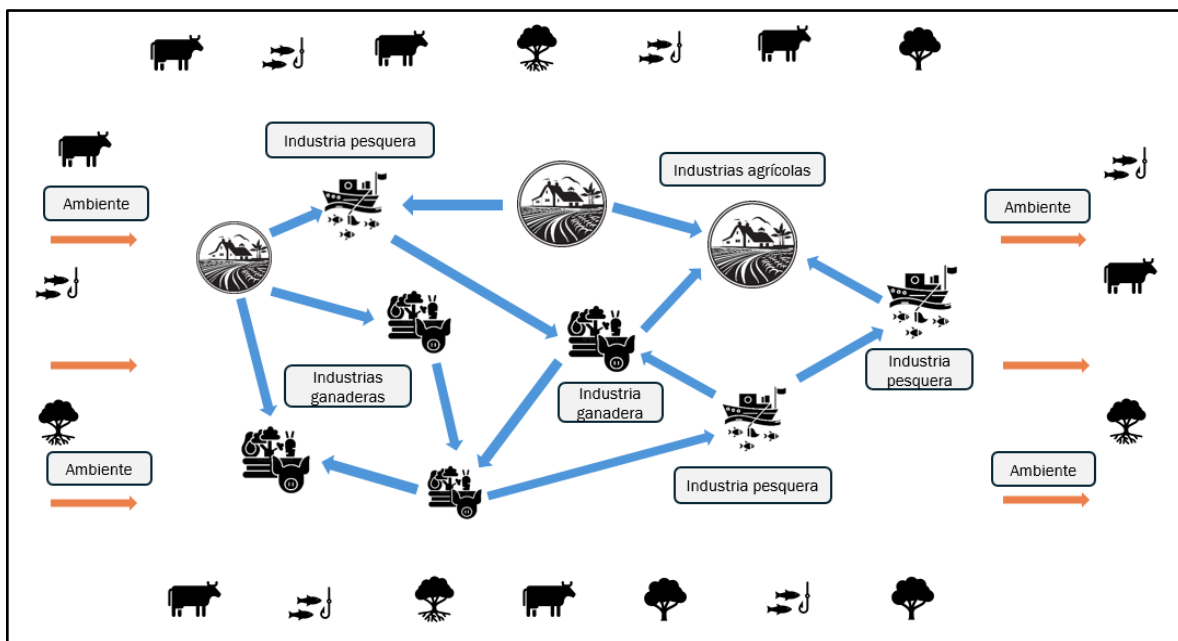 Industria pesquera
Industrias agrícolas
Ambiente
Ambiente
Industrias
ganaderas
Industria
ganadera
Industria
pesquera
Ambiente
Ambiente
Industria pesquera